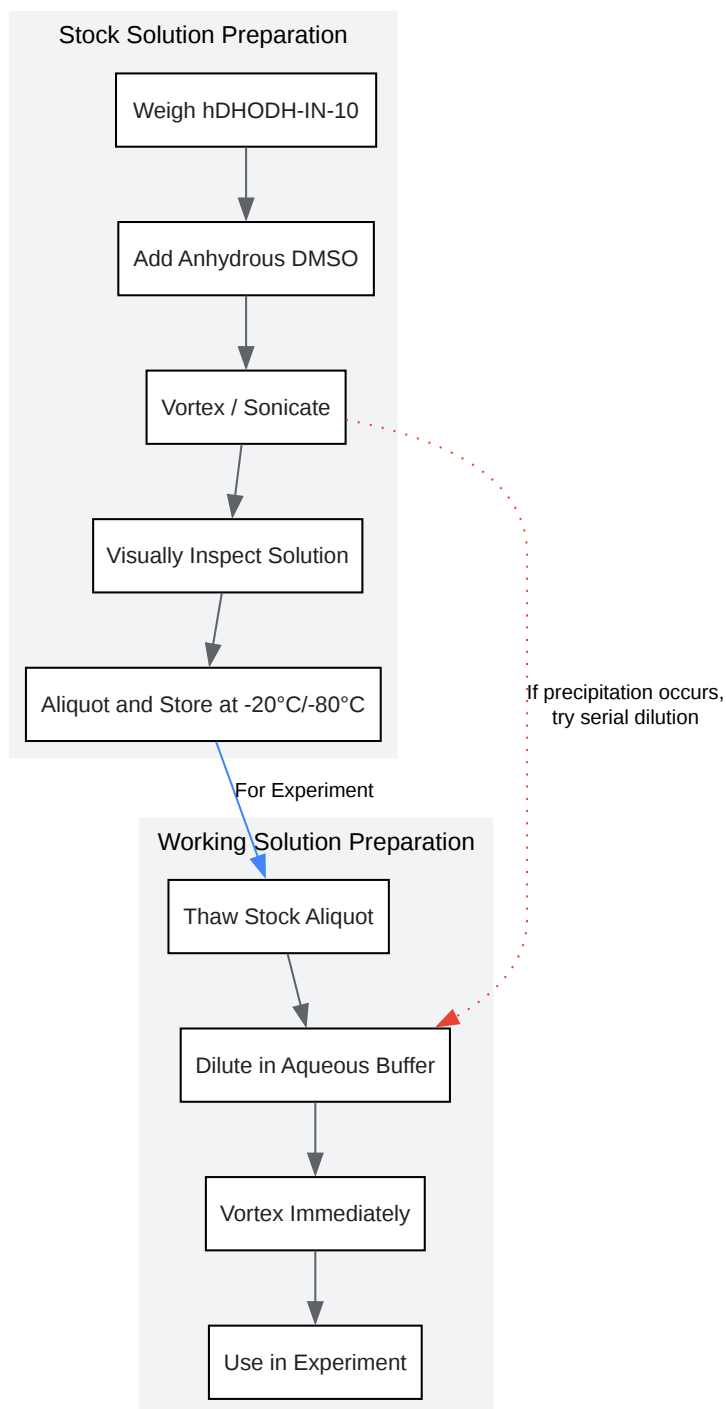 Stock Solution Preparation
Weigh hDHODH-IN-10
Add Anhydrous DMSO
Vortex / Sonicate
Visually Inspect Solution
Aliquot and Store at -20°C/-80°C
If precipitation occurs,
try serial dilution
For Experiment
Working Solution Preparation
Thaw Stock Aliquot
Dilute in Aqueous Buffer
Vortex Immediately
Use in Experiment